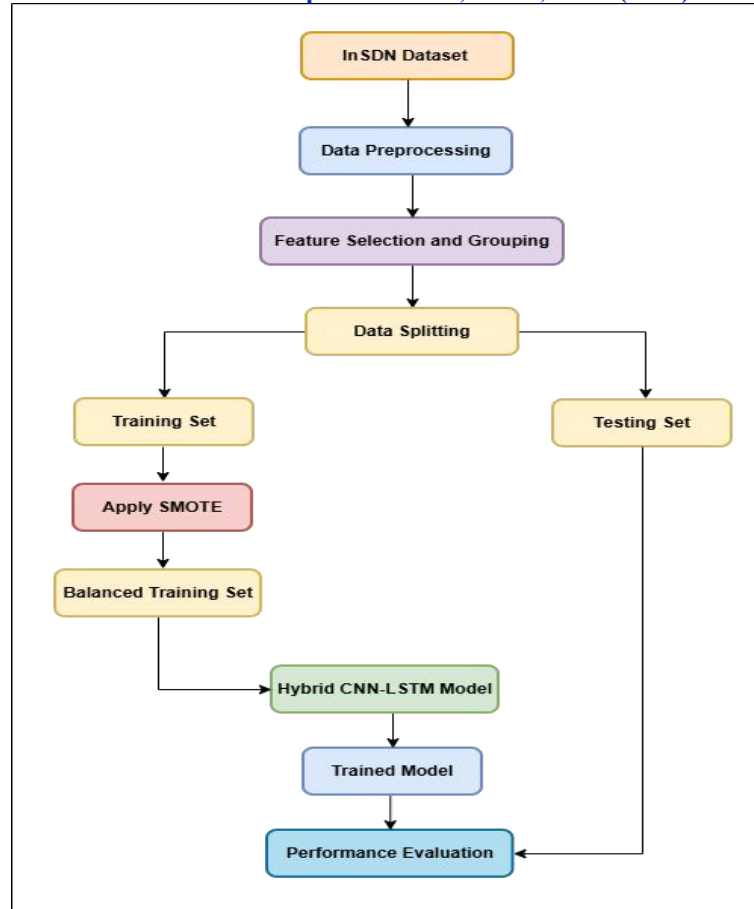 InSDN Dataset
Data Preprocessing
Feature Selection and Grouping
Data Splitting
Training Set
Testing Set
Apply SMOTE
Balanced Training Set
Hybrid CNN-LSTM Model
Trained Model
Performance Evaluation